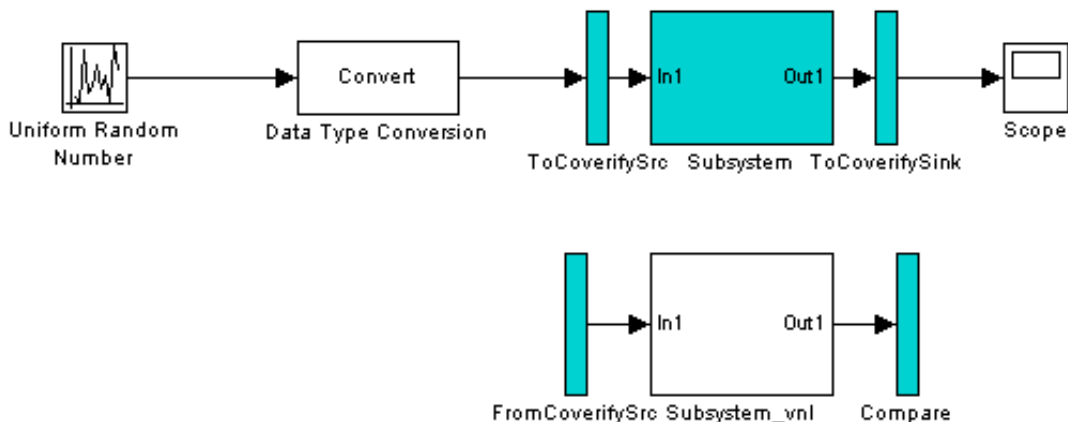 Convert
In1
Out1
Uniform Random
Number
Data Type Conversion
Scope
ToCoverifySrc
Subsystem
ToCoverifySink
In1
Out1
FromCoverifySrc
Subsystem_vnl
Compare